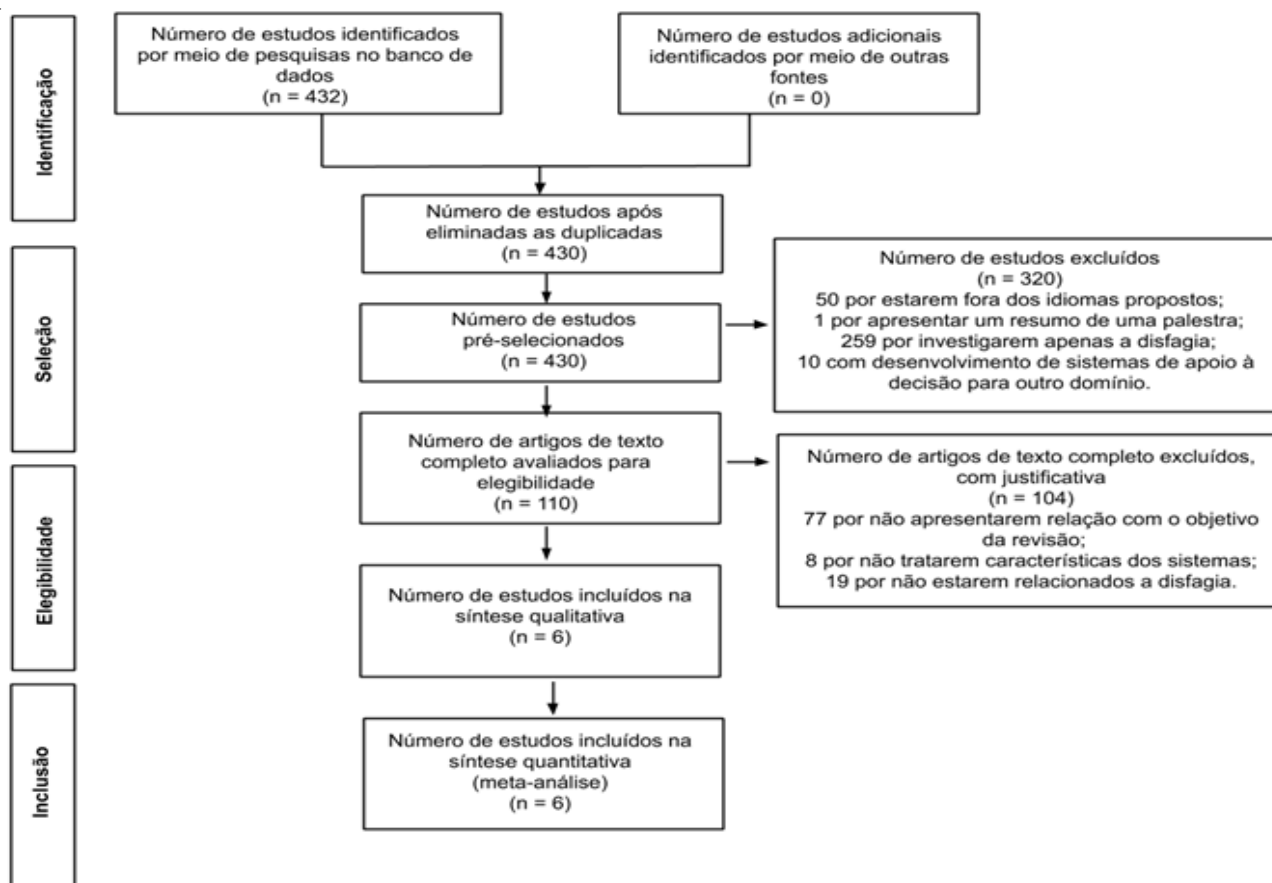 Identificação
Número de estudos identificados
por meio de pesquisas no banco de
dados
(n = 432)
Número de estudos adicionais
identificados por meio de outras
fontes
(n = 0)
Número de estudos após
eliminadas as duplicadas
(n = 430)
Seleção
Número de estudos
pré-selecionados
(n = 430)
Número de estudos excluídos
(n = 320)
50 por estarem fora dos idiomas propostos;
1 por apresentar um resumo de uma palestra;
259 por investigarem apenas a disfagia;
10 com desenvolvimento de sistemas de apoio à
decisão para outro domínio.
Número de artigos de texto
completo avaliados para
elegibilidade
(n = 110)
Número de artigos de texto completo excluídos,
com justificativa
(n = 104)
77 por não apresentarem relação com o objetivo
da revisão;
8 por não tratarem características dos sistemas;
19 por não estarem relacionados a disfagia.
Elegibilidade
Número de estudos incluídos na
síntese qualitativa
(n = 6)
Inclusão
Número de estudos incluídos na
síntese quantitativa
(meta-análise)
(n = 6)